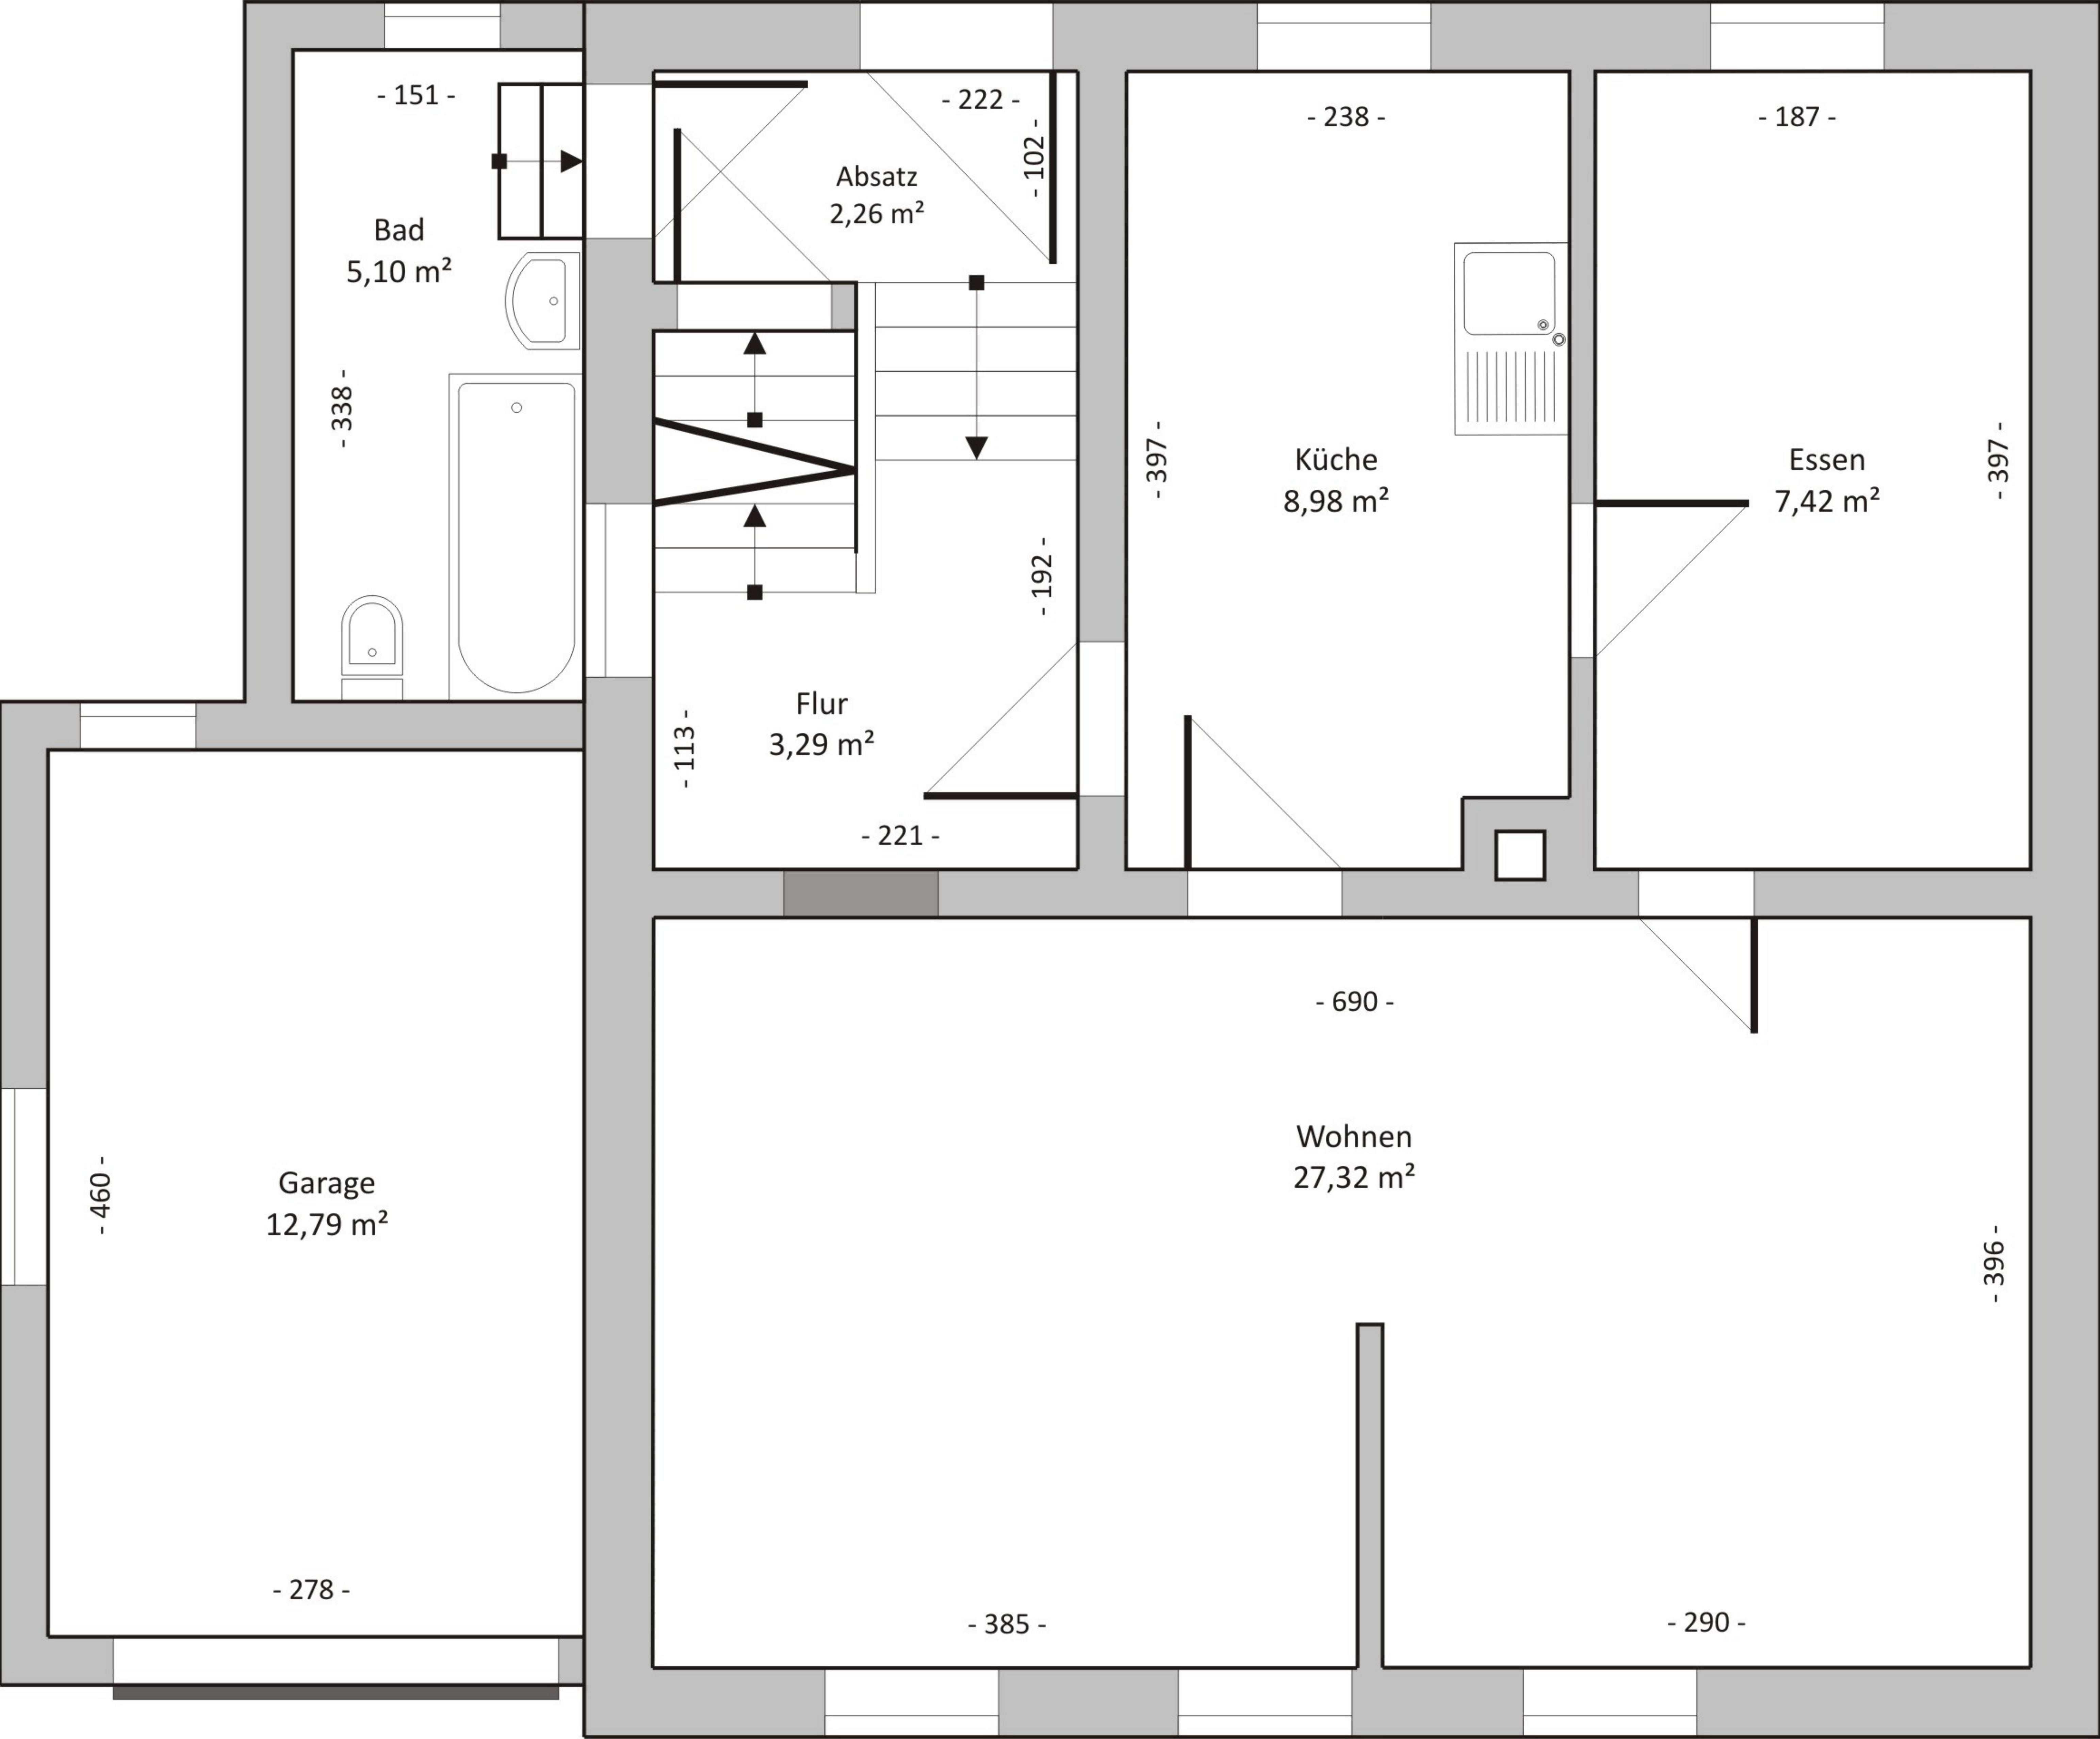 - 151 -
- 222 -
- 102 -
- 238 -
- 187 -
Absatz
2,26 m²
Bad
5,10 m²
- 338 -
- 397 -
Küche
8,98 m²
Essen
7,42 m²
- 397 -
- 192 -
Flur
3,29 m²
- 113 -
- 221 -
- 690 -
Wohnen
27,32 m²
Garage
12,79 m²
- 460 -
- 396 -
- 278 -
- 385 -
- 290 -